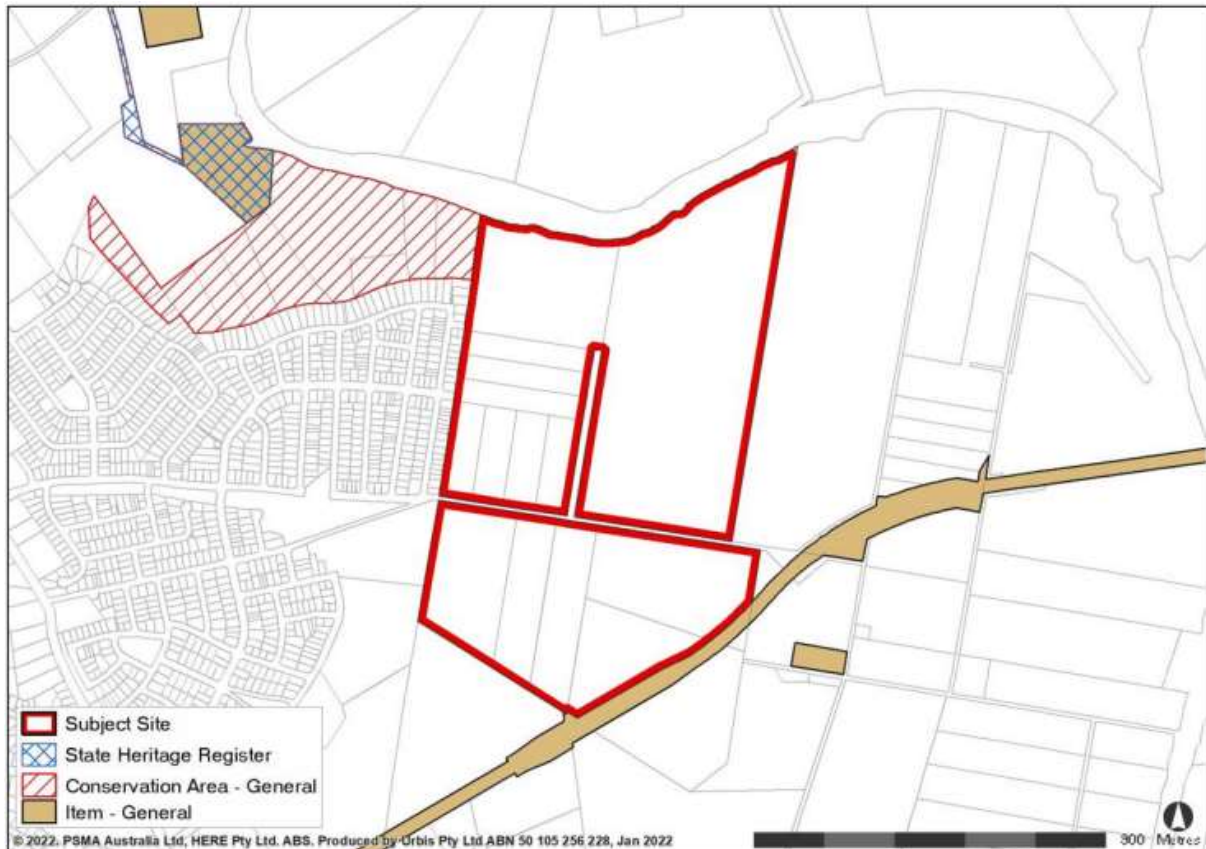 Subject Site
State Heritage Register
Conservation Area - General
Item - General
© 2022. PSMA Australia Ltd, HERE Pty Ltd. ABS. Produced by Urbis Pty Ltd ABN 50 105 256 228, Jan 2022
900 Metres